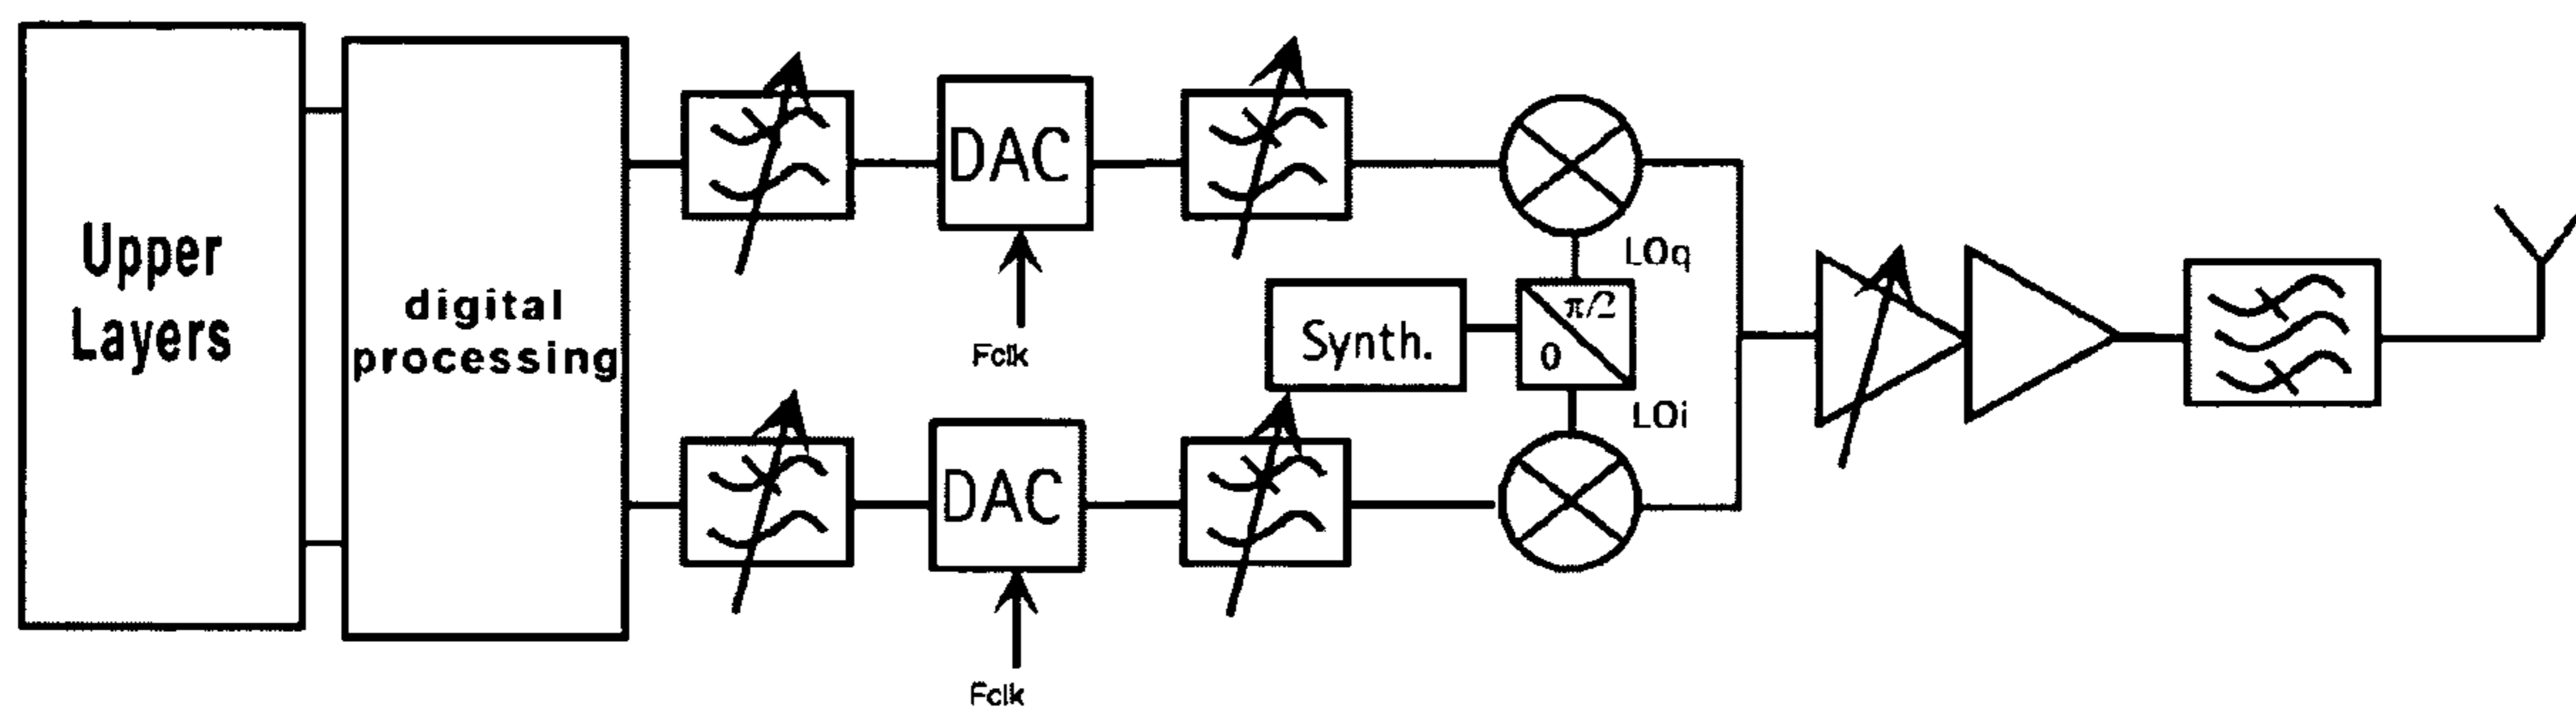 Upper
Layers
digital
processing
DAC
Fclk
LOq
Synth.
π/2
0
LOi
DAC
Fclk